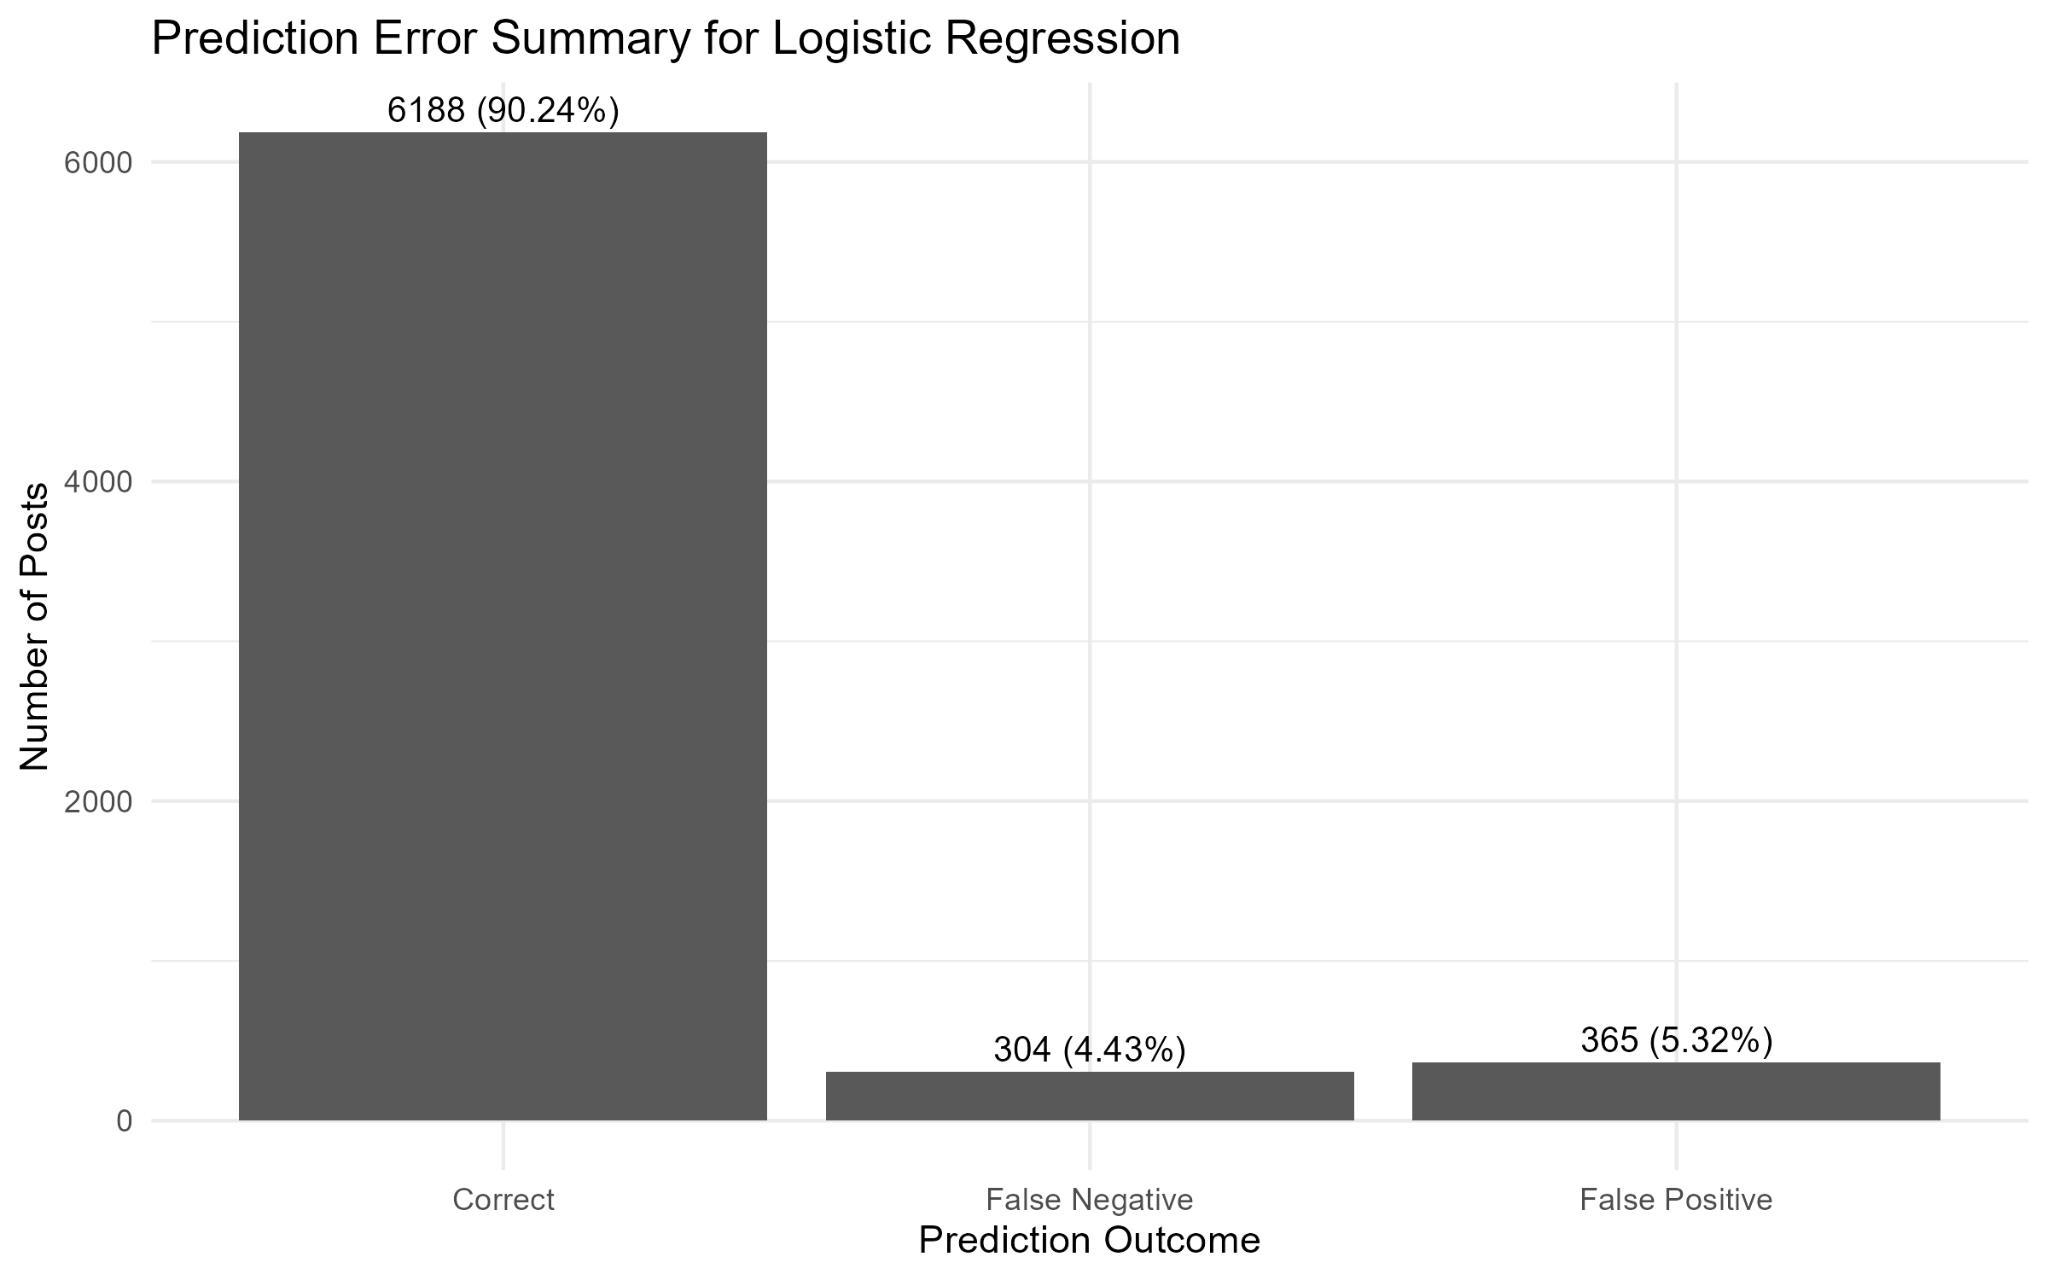 Prediction Error Summary for Logistic Regression
6188 (90.24%)
6000
4000
2000
0
Number of Posts
304 (4.43%)
365 (5.32%)
Correct
False Negative
False Positive
Prediction Outcome